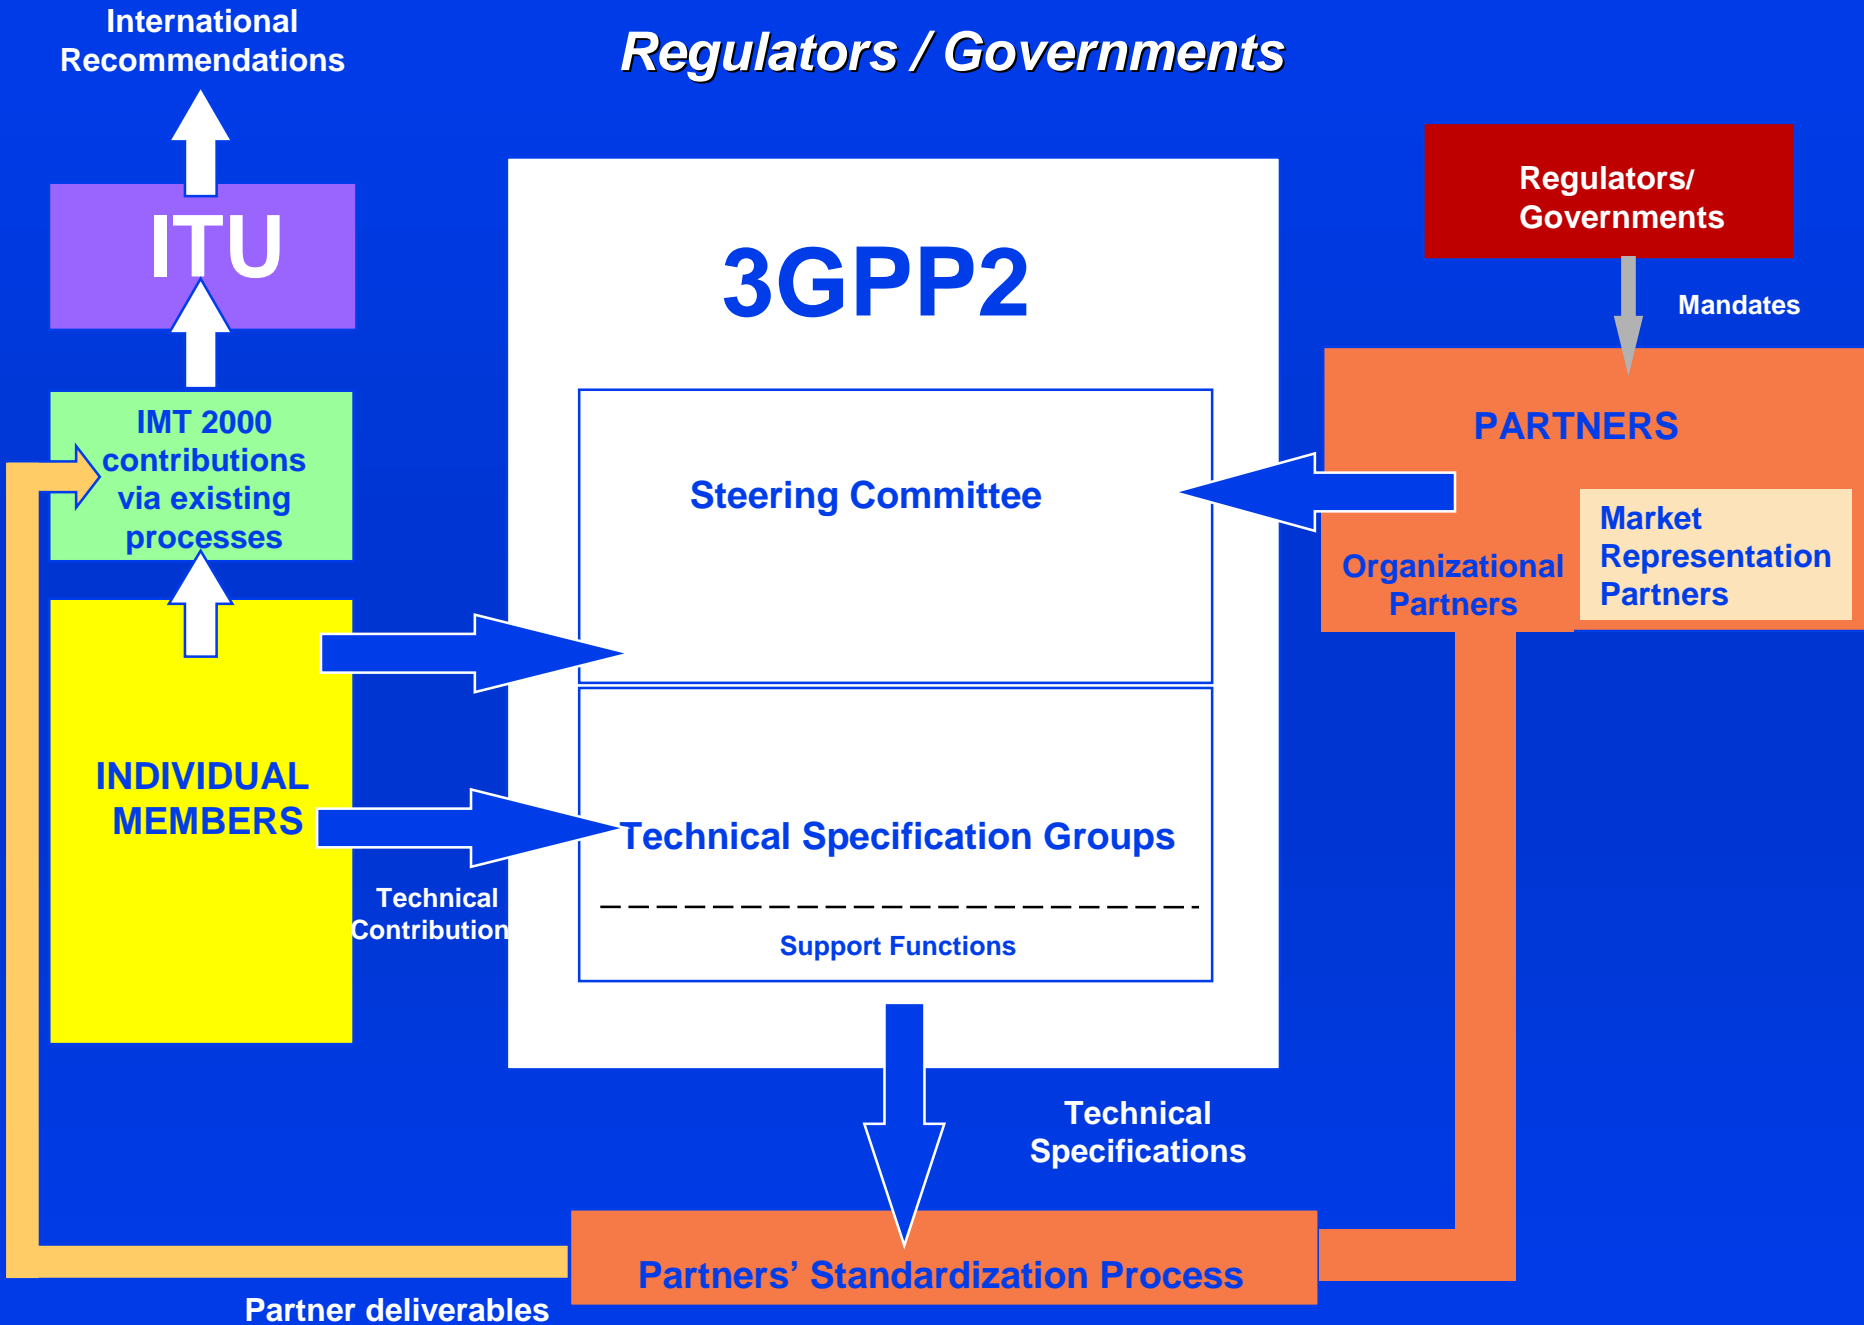 International
Recommendations
Regulators / Governments
ITU
3GPP2
Regulators/
Governments
Mandates
IMT 2000
contributions
via existing
processes
Steering Committee
PARTNERS
Organizational
Partners
Market
Representation
Partners
INDIVIDUAL
MEMBERS
Technical Specification Groups
Technical
Contribution
Support Functions
Technical
Specifications
Partners’ Standardization Process
Partner deliverables